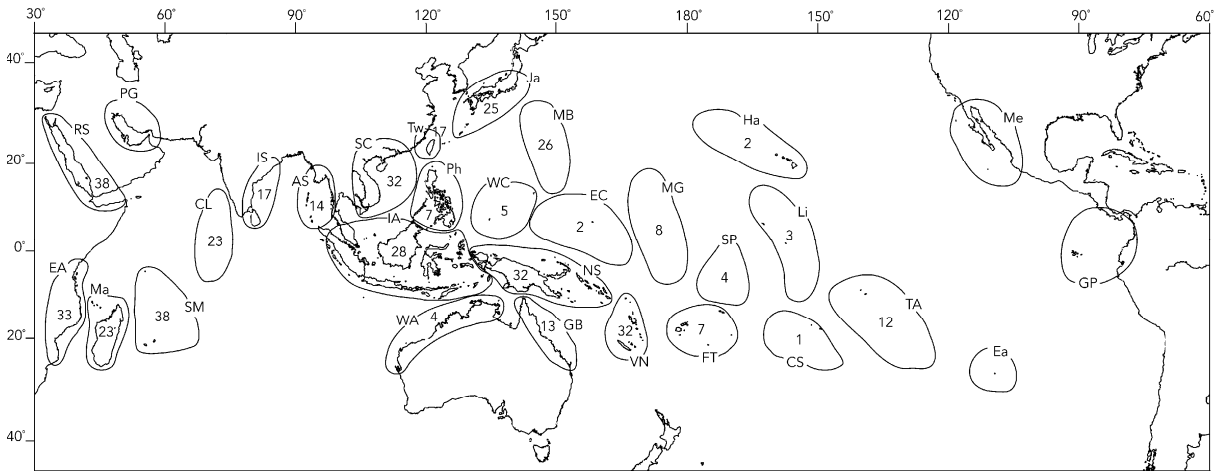 30° 60° 90° 120° 150° 180° 150° 120° 90° 60°
40°
20°
0°
20°
40°
PG
RS
38
IS
17
AS
14
CL
23
EA
33
Ma
23
SM
38
SC
32
Tw
17
Ja
25
MB
26
Ph
7
IA
28
WC
5
EC
2
MG
8
Ha
2
Li
3
SP
4
NS
32
WA
4
GB
13
VN
32
FT
7
CS
1
TA
12
Ea
Me
GP